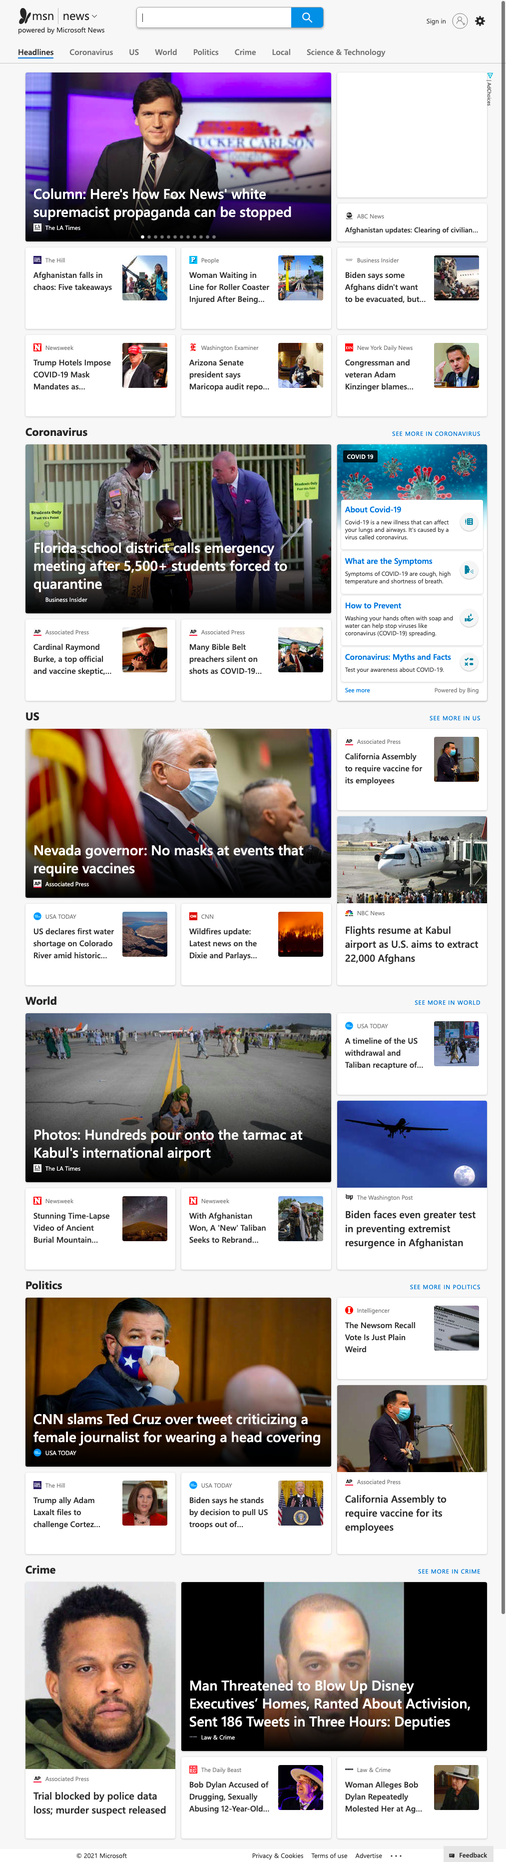 msn news
powered by Microsoft News
Sign in
Headlines Coronavirus US World Politics Crime Local Science & Technology
AdChoices
TUCKER CARLSON
Column: Here's how Fox News' white
supremacist propaganda can be stopped
The LA Times
ABC News
Afghanistan updates: Clearing of civilian...
The Hill
Afghanistan falls in
chaos: Five takeaways
People
Woman Waiting in
Line for Roller Coaster
Injured After Being...
Business Insider
Biden says some
Afghans didn't want
to be evacuated, but...
Newsweek
Trump Hotels Impose
COVID-19 Mask
Mandates as...
Washington Examiner
Arizona Senate
president says
Maricopa audit repo...
New York Daily News
Congressman and
veteran Adam
Kinzinger blames...
Coronavirus
SEE MORE IN CORONAVIRUS
Students Only
Students Only
Florida school district calls emergency
meeting after 5,500+ students forced to
quarantine
Business Insider
COVID 19
About Covid-19
Covid-19 is a new illness that can affect
your lungs and airways. It's caused by a
virus called coronavirus.
What are the Symptoms
Symptoms of COVID-19 are cough, high
temperature and shortness of breath.
How to Prevent
Washing your hands often with soap and
water can help stop viruses like
coronavirus (COVID-19) spreading.
Coronavirus: Myths and Facts
Test your awareness about COVID-19.
See more
Powered by Bing
AP Associated Press
Cardinal Raymond
Burke, a top official
and vaccine skeptic,...
AP Associated Press
Many Bible Belt
preachers silent on
shots as COVID-19...
US
SEE MORE IN US
Nevada governor: No masks at events that
require vaccines
AP Associated Press
AP Associated Press
California Assembly
to require vaccine for
its employees
NBC News
Flights resume at Kabul
airport as U.S. aims to extract
22,000 Afghans
USA TODAY
US declares first water
shortage on Colorado
River amid historic...
CNN
Wildfires update:
Latest news on the
Dixie and Parlays...
World
SEE MORE IN WORLD
Photos: Hundreds pour onto the tarmac at
Kabul's international airport
The LA Times
USA TODAY
A timeline of the US
withdrawal and
Taliban recapture of...
wp The Washington Post
Biden faces even greater test
in preventing extremist
resurgence in Afghanistan
Newsweek
Stunning Time-Lapse
Video of Ancient
Burial Mountain...
Newsweek
With Afghanistan
Won, A 'New' Taliban
Seeks to Rebrand...
Politics
SEE MORE IN POLITICS
CNN slams Ted Cruz over tweet criticizing a
female journalist for wearing a head covering
USA TODAY
Intelligencer
The Newsom Recall
Vote Is Just Plain
Weird
AP Associated Press
California Assembly to
require vaccine for its
employees
The Hill
Trump ally Adam
Laxalt files to
challenge Cortez...
USA TODAY
Biden says he stands
by decision to pull US
troops out of...
Crime
SEE MORE IN CRIME
AP Associated Press
Trial blocked by police data
loss; murder suspect released
Man Threatened to Blow Up Disney
Executives' Homes, Ranted About Activision,
Sent 186 Tweets in Three Hours: Deputies
Law & Crime
The Daily Beast
Bob Dylan Accused of
Drugging, Sexually
Abusing 12-Year-Old...
Law & Crime
Woman Alleges Bob
Dylan Repeatedly
Molested Her at Ag...
© 2021 Microsoft
Privacy & Cookies Terms of use Advertise ...
Feedback